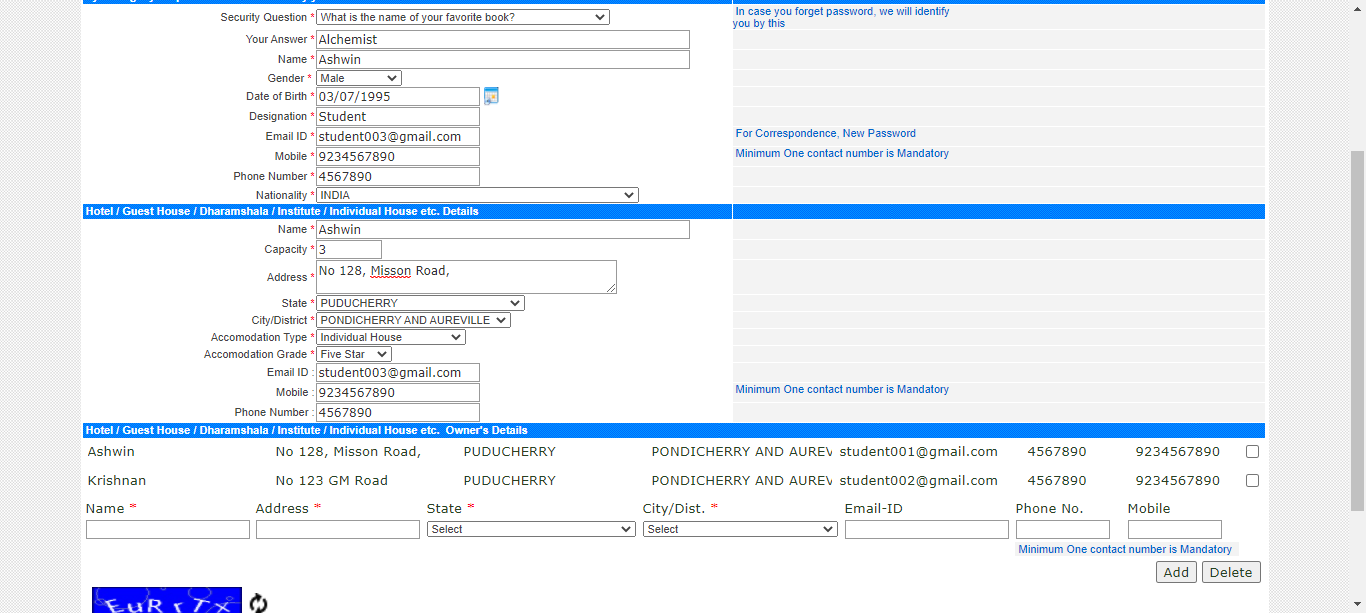 Security Question * What is the name of your favorite book? In case you forget password, we will identify
you by this
Your Answer * Alchemist
Name * Ashwin
Gender * Male
Date of Birth * 03/07/1995
Designation * Student
Email ID * student003@gmail.com For Correspondence, New Password
Mobile * 9234567890 Minimum One contact number is Mandatory
Phone Number * 4567890
Nationality * INDIA
Hotel / Guest House / Dharamshala / Institute / Individual House etc. Details
Name * Ashwin
Capacity * 3
Address * No 128, Misson Road,
State * PUDUCHERRY
City/District * PONDICHERRY AND AUREVILLE
Accomodation Type * Individual House
Accomodation Grade * Five Star
Email ID : student003@gmail.com
Mobile : 9234567890 Minimum One contact number is Mandatory
Phone Number : 4567890
Hotel / Guest House / Dharamshala / Institute / Individual House etc. Owner's Details
Ashwin No 128, Misson Road, PUDUCHERRY PONDICHERRY AND AUREV student001@gmail.com 4567890 9234567890
Krishnan No 123 GM Road PUDUCHERRY PONDICHERRY AND AUREV student002@gmail.com 4567890 9234567890
Name * Address * State * City/Dist. * Email-ID Phone No. Mobile
Select Select
Minimum One contact number is Mandatory
Add Delete